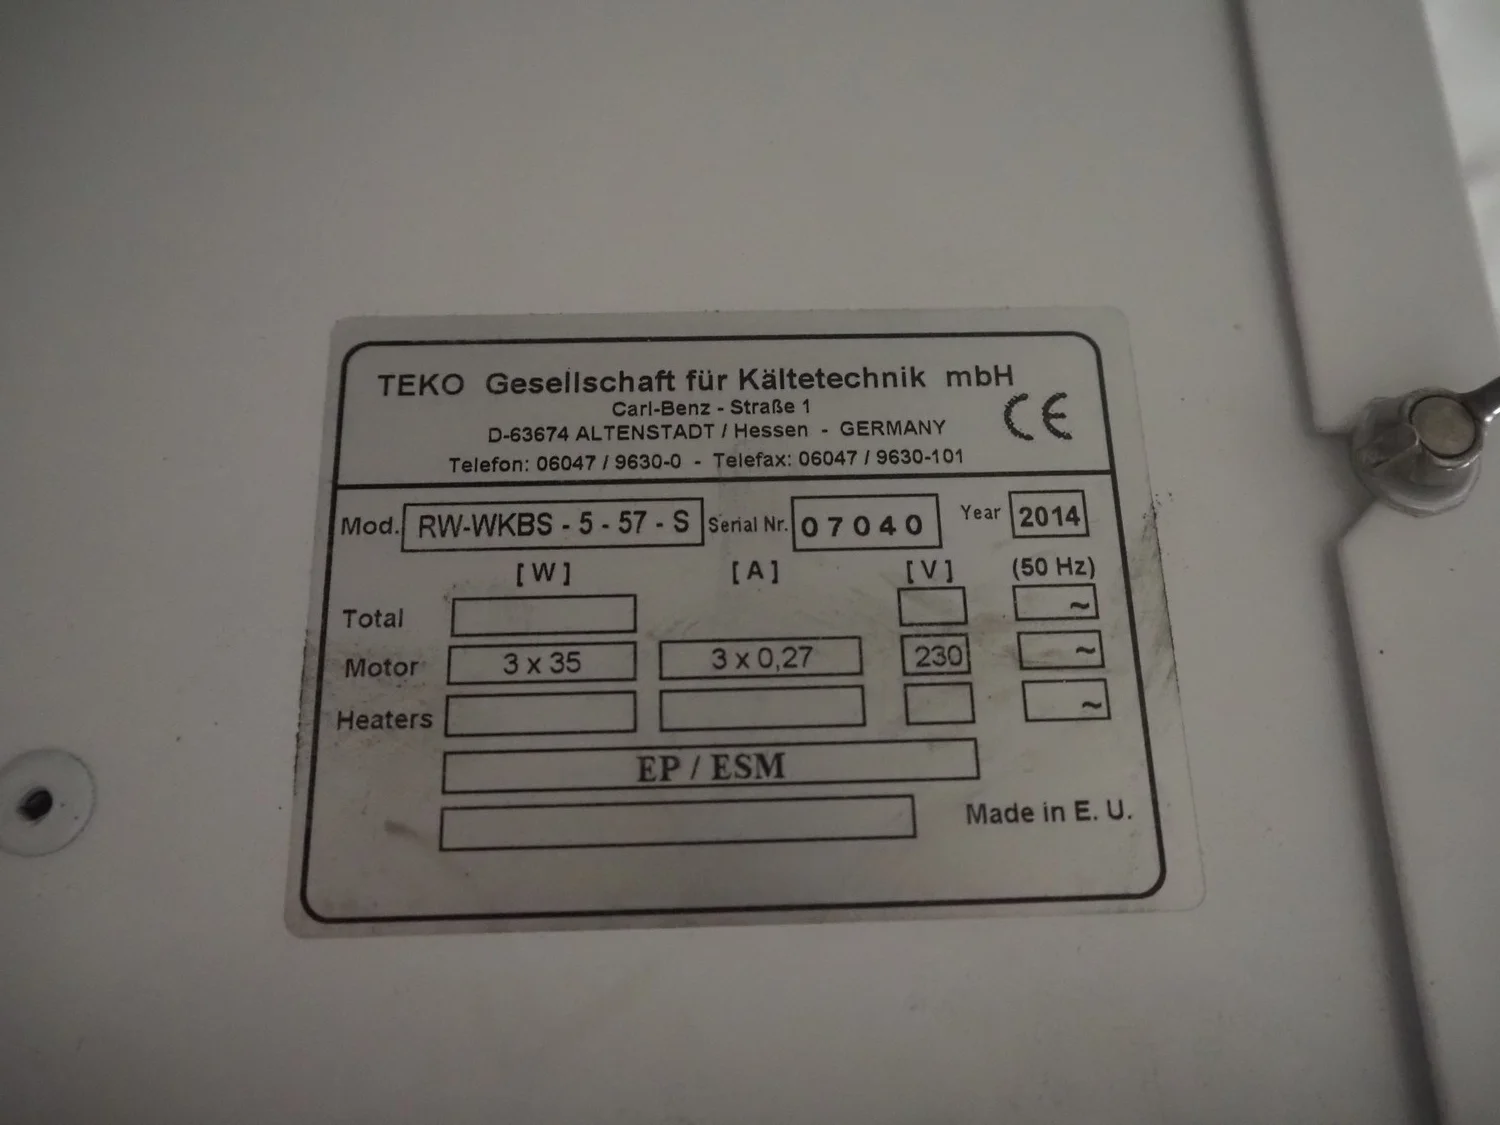 TEKO Gesellschaft für Kältetechnik mbH
Carl-Benz - Straße 1
D-63674 ALTENSTADT / Hessen - GERMANY
CE
Telefon: 06047 / 9630-0 - Telefax: 06047 / 9630-101
Mod. RW-WKBS - 5 - 57 - S Serial Nr. 07040 Year 2014
[W] [A] [V] (50 Hz)
Total ~
Motor 3 x 35 3 x 0,27 230 ~
Heaters ~
EP / ESM
Made in E. U.